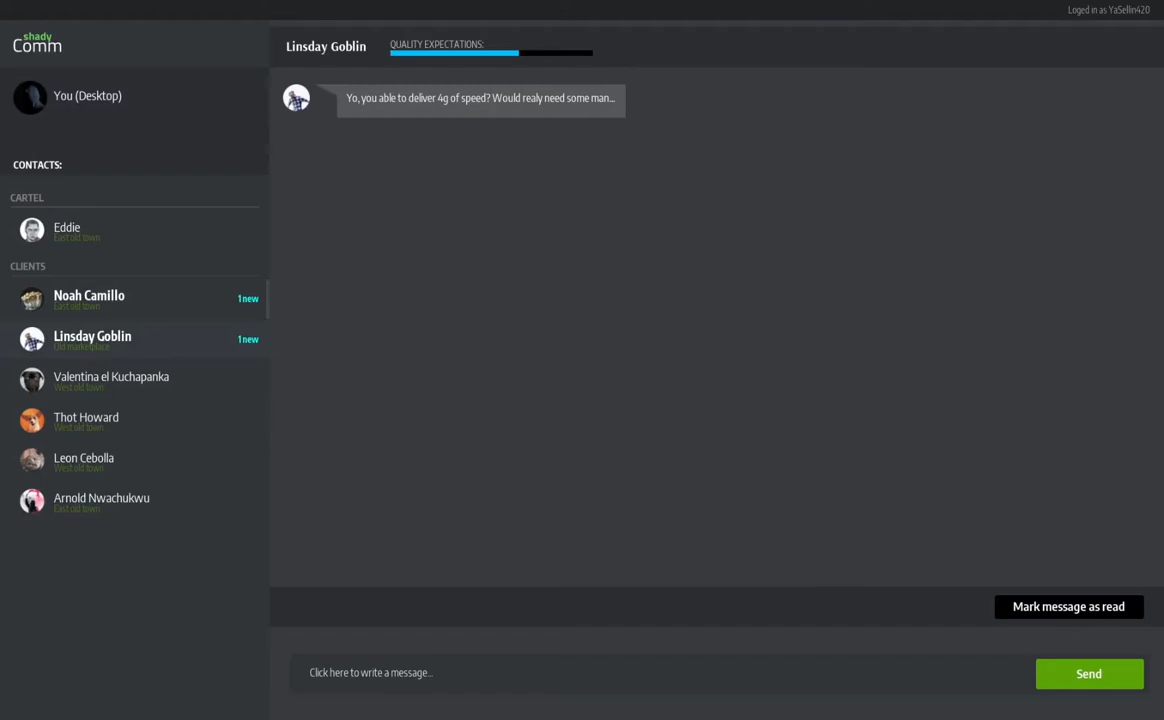 Loged in as YaSellin420
shady
Comm
You (Desktop)
CONTACTS:
CARTEL
Eddie
East old town
CLIENTS
Noah Camillo
East old town
1 new
Linsday Goblin
Old marketplace
1 new
Valentina el Kuchapanka
West old town
Thot Howard
West old town
Leon Cebolla
West old town
Arnold Nwachukwu
East old town
Linsday Goblin
QUALITY EXPECTATIONS:
Yo, you able to deliver 4g of speed? Would realy need some man...
Mark message as read
Click here to write a message...
Send